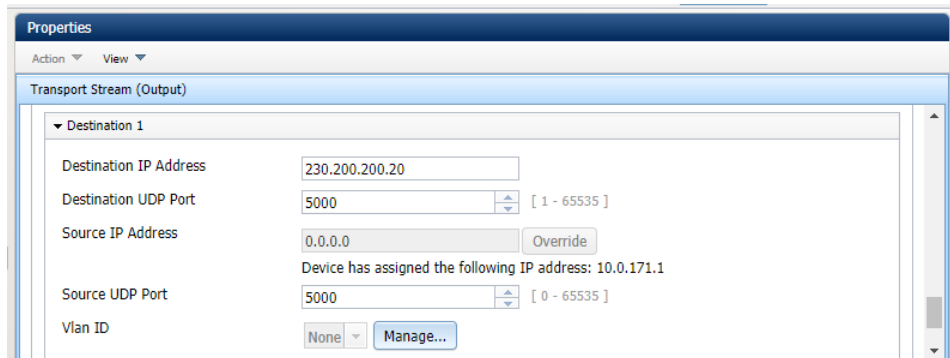 Properties
Action View
Transport Stream (Output)
Destination 1
Destination IP Address 230.200.200.20
Destination UDP Port 5000 [ 1 - 65535 ]
Source IP Address 0.0.0.0 Override
Device has assigned the following IP address: 10.0.171.1
Source UDP Port 5000 [ 0 - 65535 ]
Vlan ID None Manage...